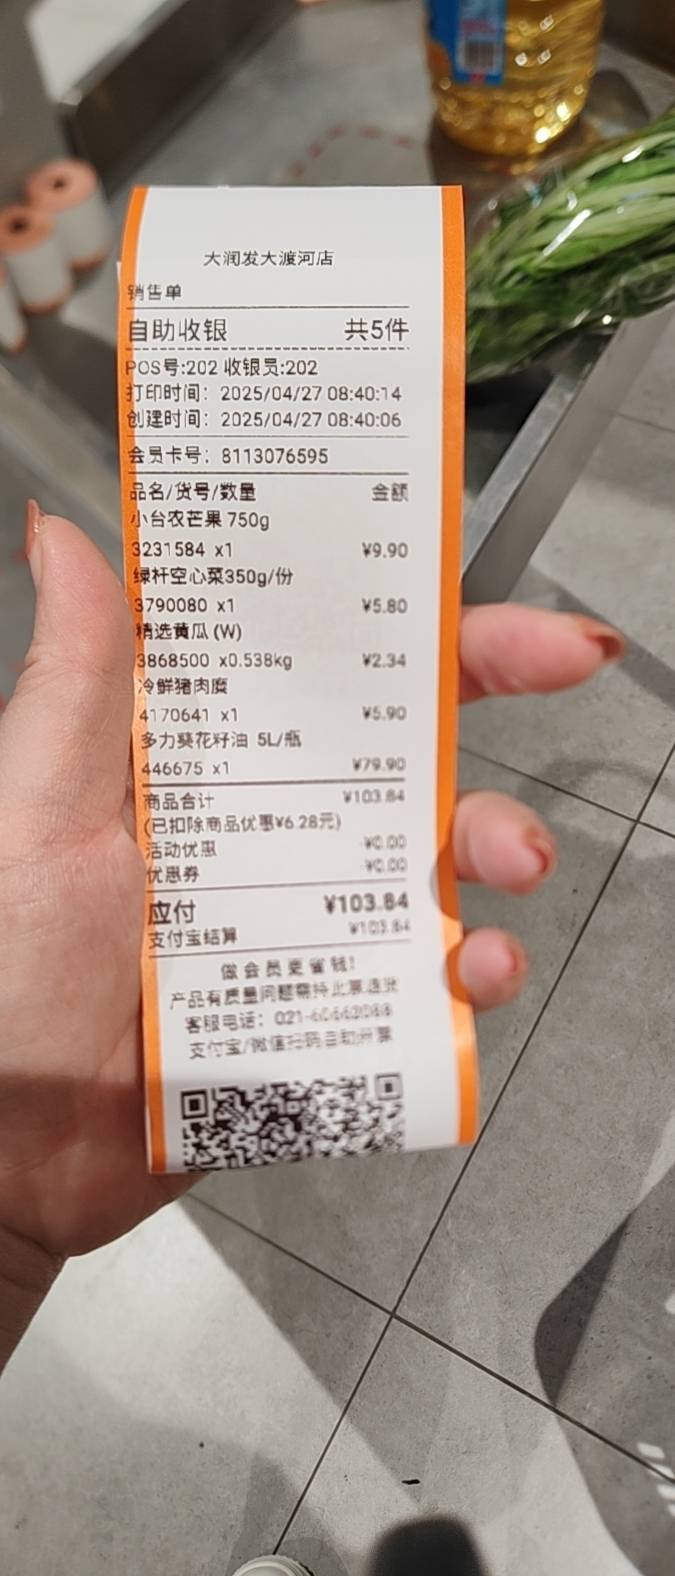 大润发大渡河店
销售单
自助收银 共5件
POS号:202 收银员:202
打印时间: 2025/04/27 08:40:14
创建时间: 2025/04/27 08:40:06
会员卡号: 8113076595
品名/货号/数量 金额
小台农芒果 750g
3231584 x1 ¥9.90
绿杆空心菜350g/份
3790080 x1 ¥5.80
精选黄瓜 (W)
3868500 x0.538kg ¥2.34
冷鲜猪肉糜
4170641 x1 ¥5.90
多力葵花籽油 5L/瓶
446675 x1 ¥79.90
商品合计 ¥103.84
(已扣除商品优惠¥6.28元)
活动优惠 -¥0.00
优惠券 -¥0.00
应付 ¥103.84
支付宝结算 ¥103.84
做会员更省钱!
产品有质量问题需持此票退货
客服电话: 021-60662088
支付宝/微信扫码自助开票